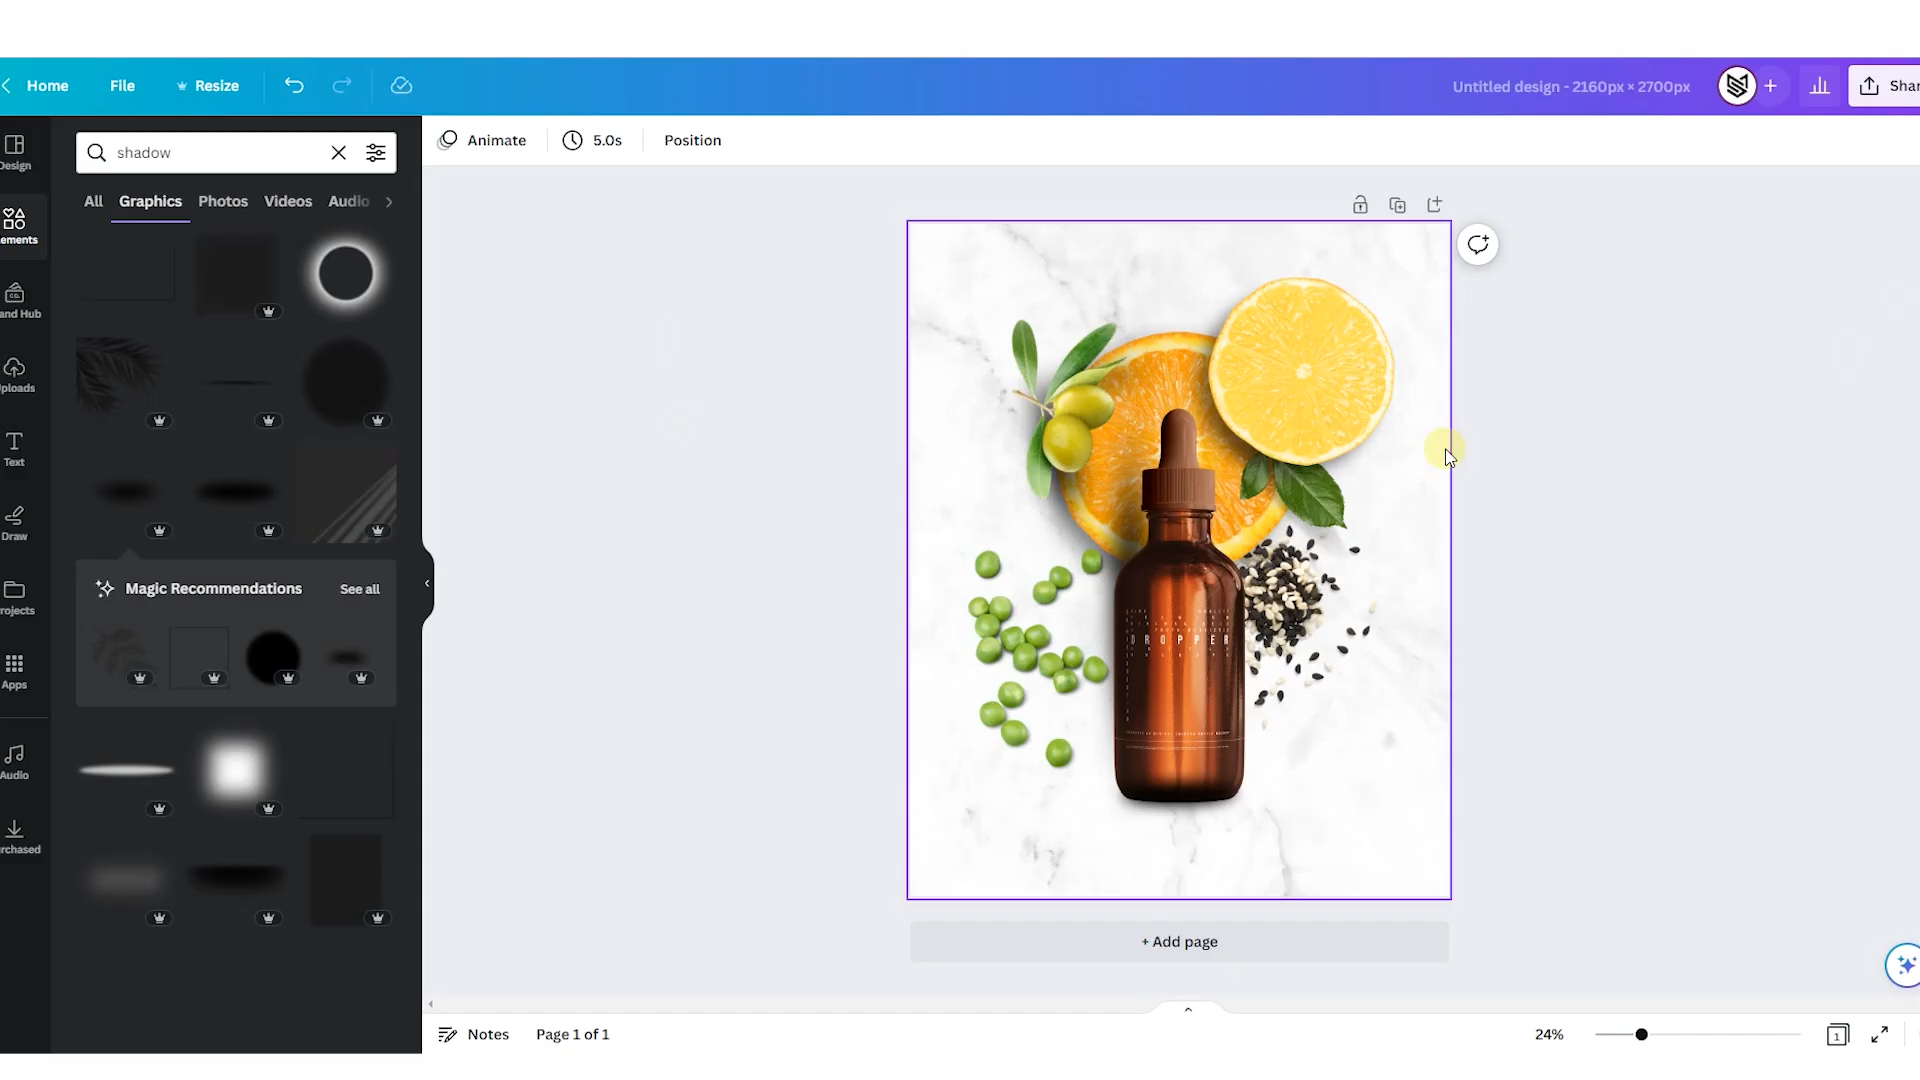 Home File Resize Untitled design - 2160px × 2700px Shar
Design shadow Animate 5.0s Position
All Graphics Photos Videos Audio
ements
and Hub
ploads
Text
Draw
Magic Recommendations See all
rojects
DROPPER
Apps
Audio
rchased
+ Add page
Notes Page 1 of 1 24% 1